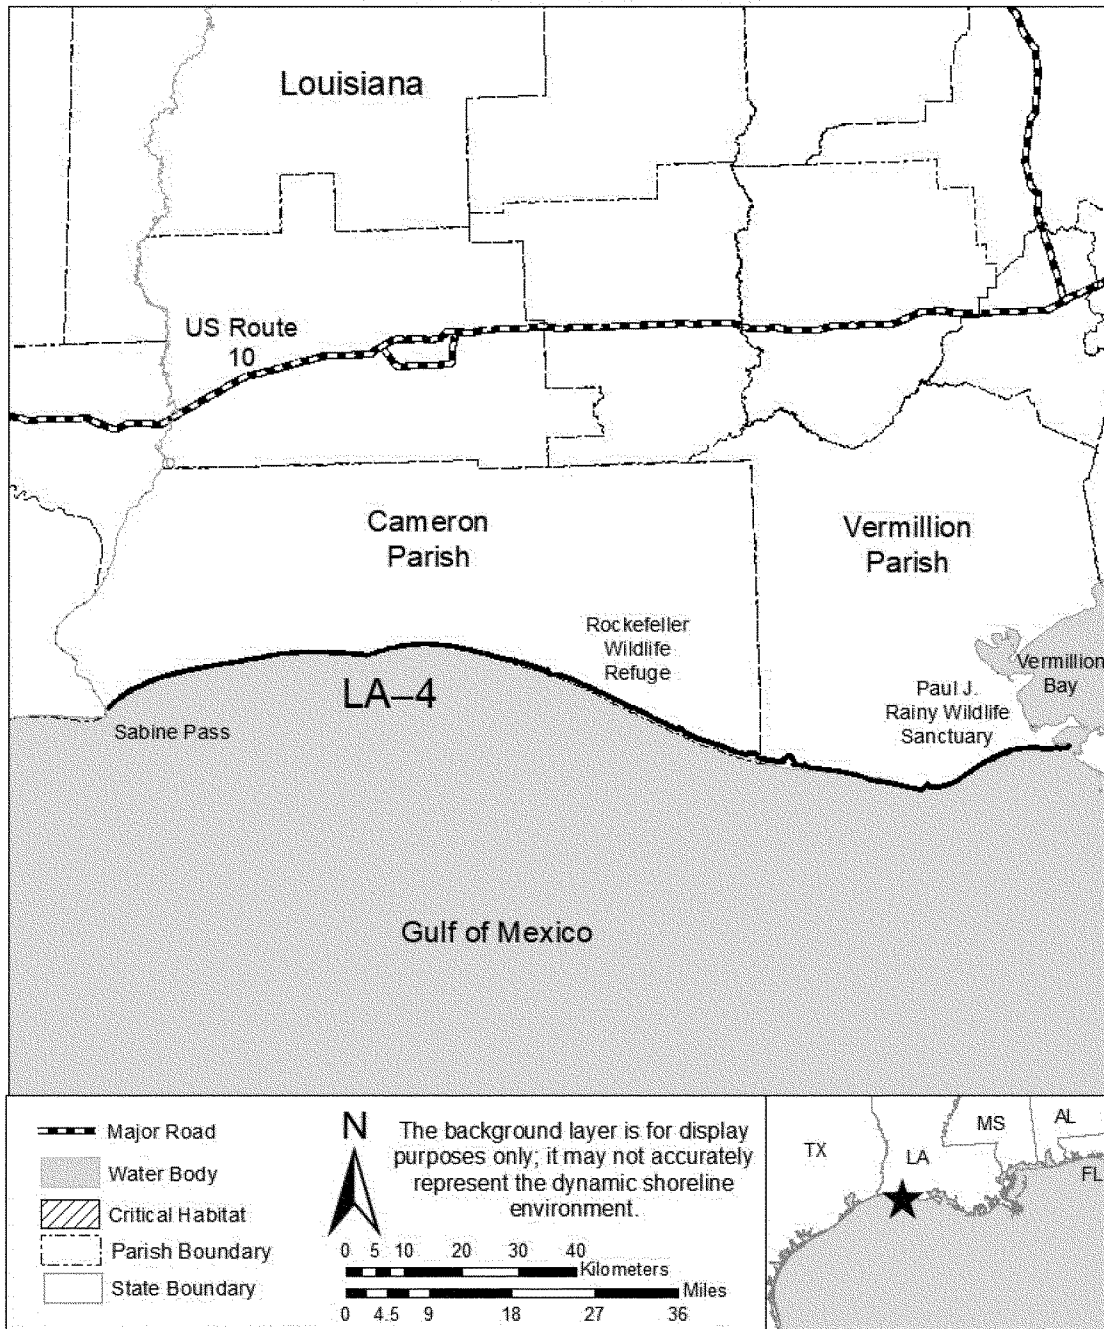 Louisiana
US Route
10
Cameron
Parish
Vermillion
Parish
Rockefeller
Wildlife
Refuge
Vermillion
Bay
Paul J.
Rainy Wildlife
Sanctuary
LA–4
Sabine Pass
Gulf of Mexico
Major Road
Water Body
Critical Habitat
Parish Boundary
State Boundary
N
The background layer is for display
purposes only; it may not accurately
represent the dynamic shoreline
environment.
0 5 10 20 30 40
Kilometers
Miles
0 4.5 9 18 27 36
TX
LA
MS
AL
FL